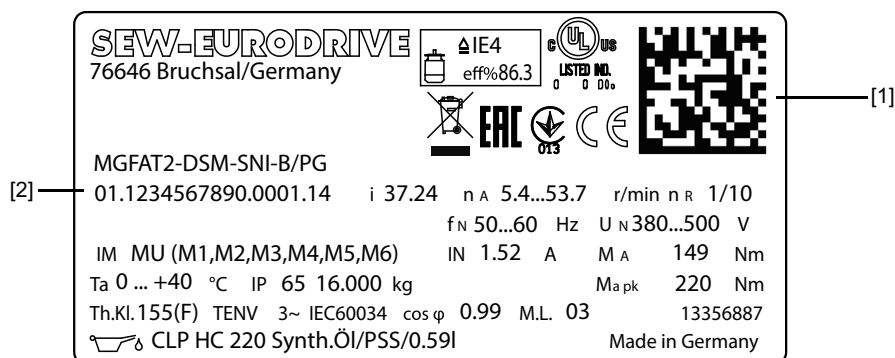 SEW-EURODRIVE
76646 Bruchsal/Germany
IE4
eff%86.3
C UL US
LISTED IND.
[1]
EAC
013
CE
MGFAT2-DSM-SNI-B/PG
[2]
01.1234567890.0001.14 i 37.24 n A 5.4...53.7 r/min n R 1/10
f N 50...60 Hz U N 380...500 V
IM MU (M1,M2,M3,M4,M5,M6) IN 1.52 A M A 149 Nm
Ta 0 ... +40 °C IP 65 16.000 kg Ma pk 220 Nm
Th.Kl. 155(F) TENV 3~ IEC60034 cos φ 0.99 M.L. 03 13356887
CLP HC 220 Synth.Öl/PSS/0.59l Made in Germany